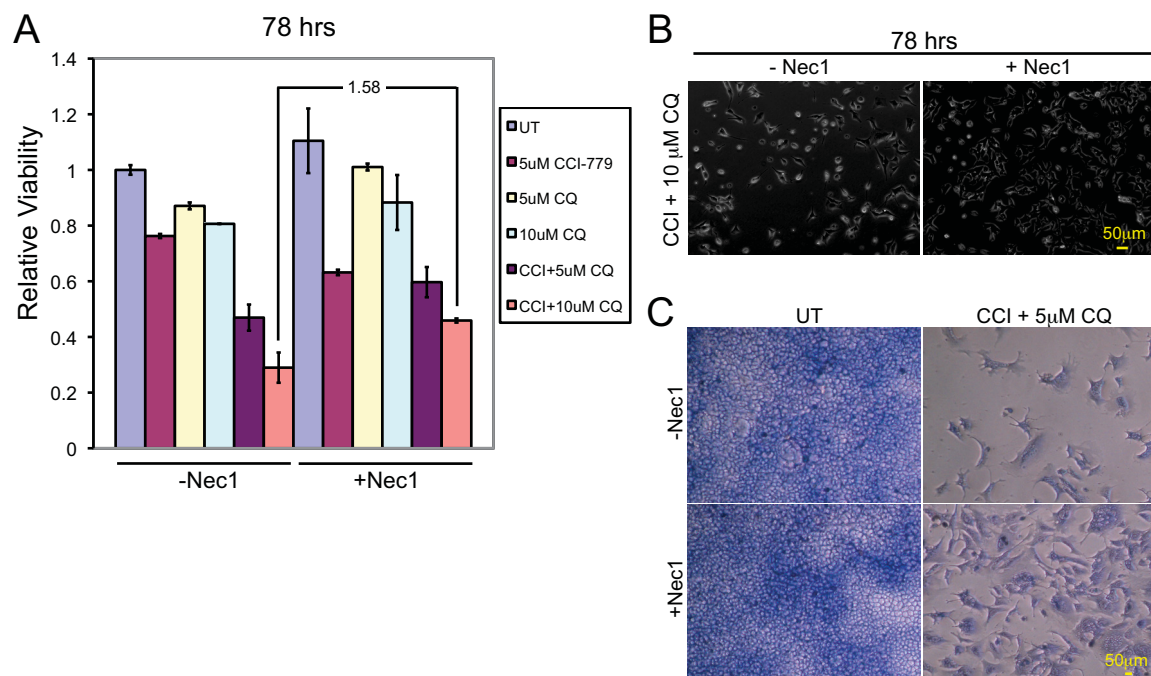 A
78 hrs
Relative Viability
1.4
1.2
1
0.8
0.6
0.4
0.2
0
1.58
-Nec1
+Nec1
UT
5uM CCI-779
5uM CQ
10uM CQ
CCI+5uM CQ
CCI+10uM CQ
B
78 hrs
- Nec1
+ Nec1
CCI + 10 μM CQ
50μm
C
UT
CCI + 5μM CQ
-Nec1
+Nec1
50μm